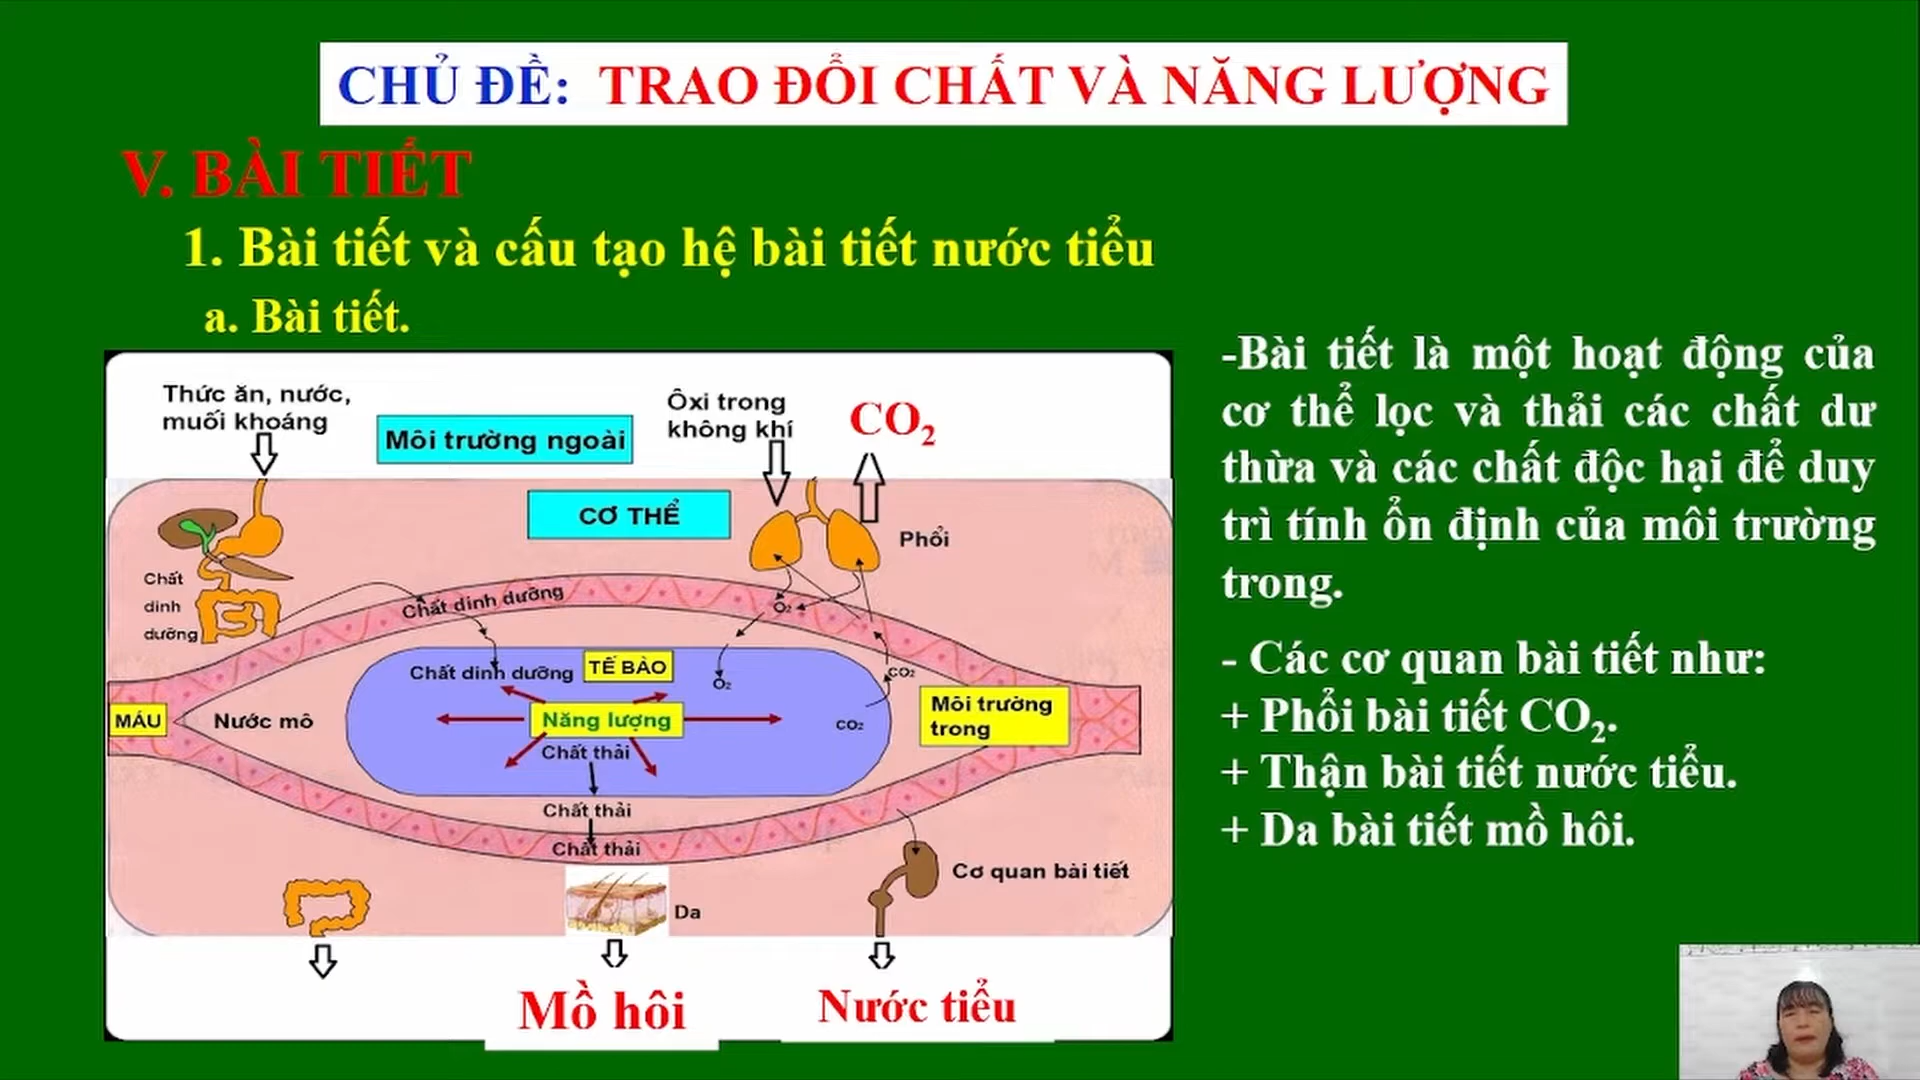 CHỦ ĐỀ: TRAO ĐỔI CHẤT VÀ NĂNG LƯỢNG
V. BÀI TIẾT
1. Bài tiết và cấu tạo hệ bài tiết nước tiểu
a. Bài tiết.
Thức ăn, nước,
muối khoáng
Môi trường ngoài
Ôxi trong
không khí
CO₂
CƠ THỂ
Phổi
Chất
dinh
dưỡng
Chất dinh dưỡng
O₂
Chất dinh dưỡng
TẾ BÀO
O₂
CO₂
MÁU
Nước mô
Năng lượng
CO₂
Môi trường
trong
Chất thải
Chất thải
Chất thải
Da
Cơ quan bài tiết
Mồ hôi
Nước tiểu
-Bài tiết là một hoạt động của
cơ thể lọc và thải các chất dư
thừa và các chất độc hại để duy
trì tính ổn định của môi trường
trong.
- Các cơ quan bài tiết như:
+ Phổi bài tiết CO₂.
+ Thận bài tiết nước tiểu.
+ Da bài tiết mồ hôi.